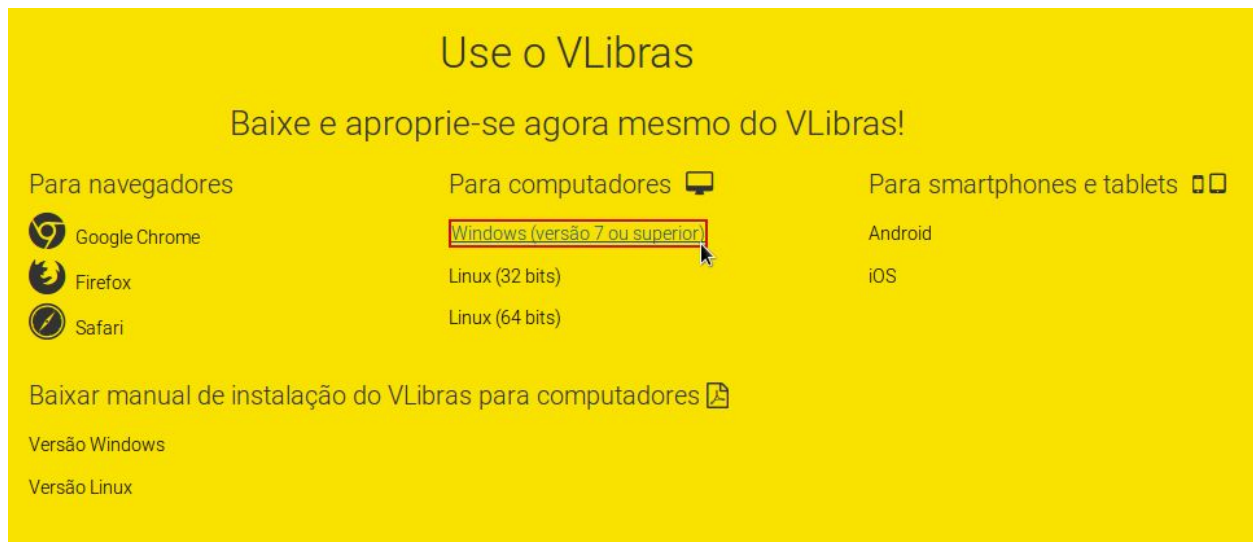 Use o VLibras
Baixe e aproprie-se agora mesmo do VLibras!
Para navegadores
Google Chrome
Firefox
Safari
Para computadores
Windows (versão 7 ou superior)
Linux (32 bits)
Linux (64 bits)
Para smartphones e tablets
Android
iOS
Baixar manual de instalação do VLibras para computadores
Versão Windows
Versão Linux